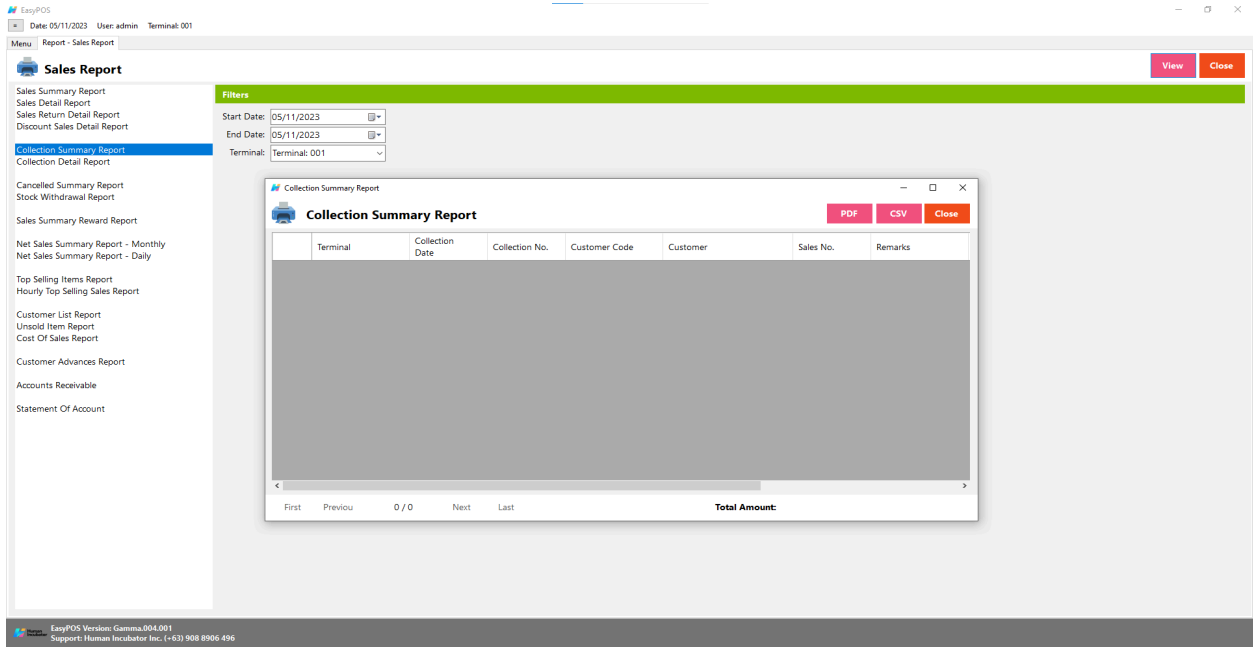 EasyPOS
Date: 05/11/2023 User: admin Terminal: 001
Menu Report - Sales Report
Sales Report
View Close
Sales Summary Report
Sales Detail Report
Sales Return Detail Report
Discount Sales Detail Report
Collection Summary Report
Collection Detail Report
Cancelled Summary Report
Stock Withdrawal Report
Sales Summary Reward Report
Net Sales Summary Report - Monthly
Net Sales Summary Report - Daily
Top Selling Items Report
Hourly Top Selling Sales Report
Customer List Report
Unsold Item Report
Cost Of Sales Report
Customer Advances Report
Accounts Receivable
Statement Of Account
Filters
Start Date: 05/11/2023
End Date: 05/11/2023
Terminal: Terminal: 001
Collection Summary Report
Collection Summary Report
PDF CSV Close
Terminal Collection Date Collection No. Customer Code Customer Sales No. Remarks
First Previou 0 / 0 Next Last Total Amount:
Human Incubator
EasyPOS Version: Gamma.004.001
Support: Human Incubator Inc. (+63) 908 8906 496